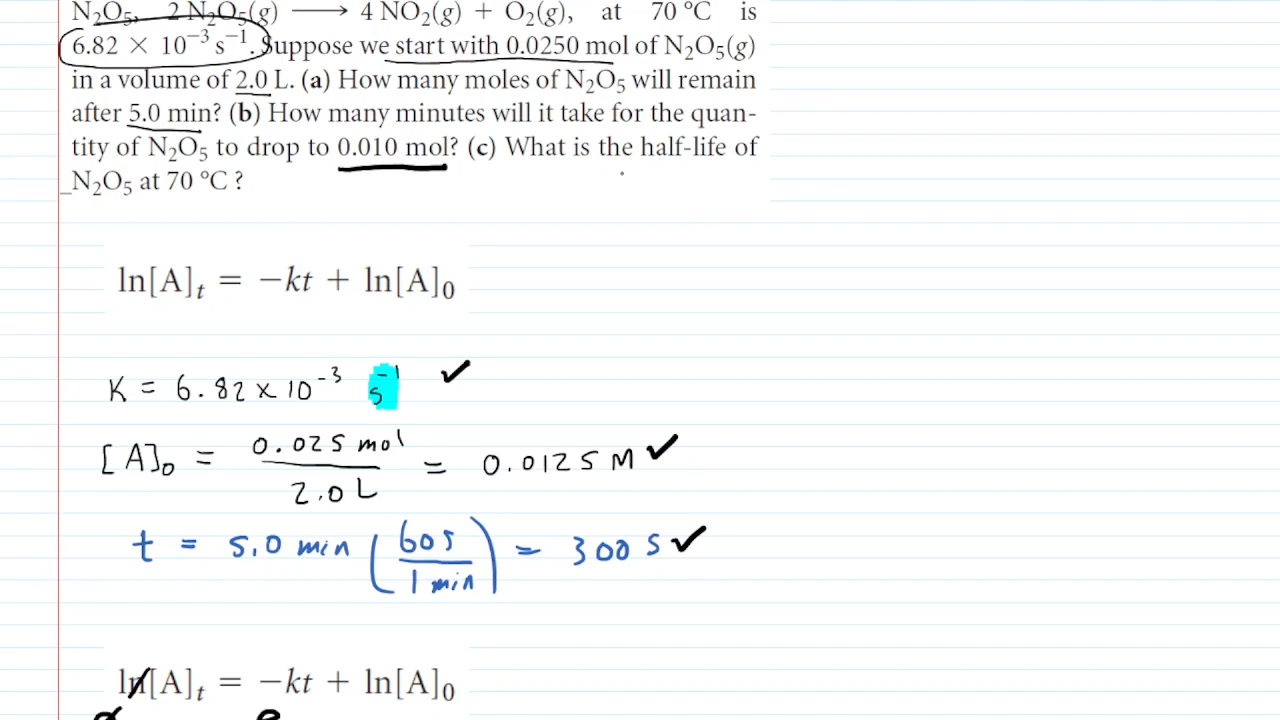 N₂O₅, 2 N₂O₅(g) ⟶ 4 NO₂(g) + O₂(g), at 70 °C is
6.82 × 10⁻³ s⁻¹. Suppose we start with 0.0250 mol of N₂O₅(g)
in a volume of 2.0 L. (a) How many moles of N₂O₅ will remain
after 5.0 min? (b) How many minutes will it take for the quan-
tity of N₂O₅ to drop to 0.010 mol? (c) What is the half-life of
N₂O₅ at 70 °C ?
ln[A]ₜ = −kt + ln[A]₀
K = 6.82 x 10⁻³ s⁻¹ ✓
[A]₀ = 0.025 mol / 2.0 L = 0.0125 M ✓
t = 5.0 min (60 s / 1 min) = 300 s ✓
ln[A]ₜ = −kt + ln[A]₀